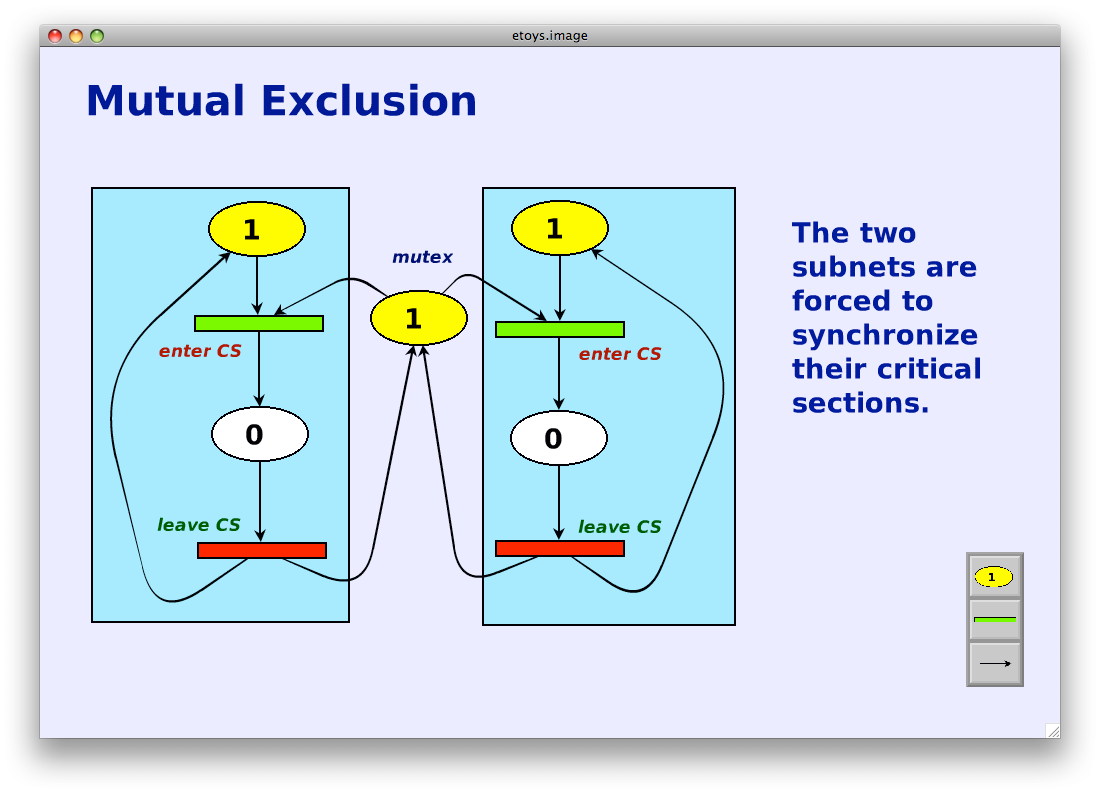 etoys.image
Mutual Exclusion
1
1
mutex
1
enter CS
enter CS
0
0
leave CS
leave CS
The two
subnets are
forced to
synchronize
their critical
sections.
1